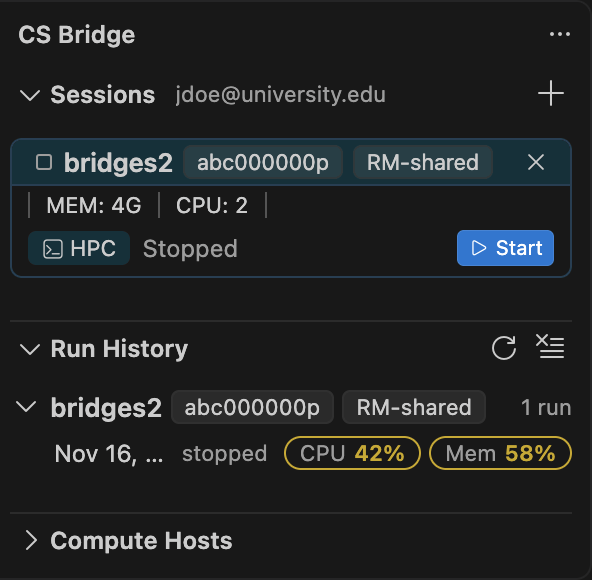 CS Bridge
Sessions jdoe@university.edu
bridges2 abc000000p RM-shared
MEM: 4G CPU: 2
HPC Stopped Start
Run History
bridges2 abc000000p RM-shared 1 run
Nov 16, ... stopped CPU 42% Mem 58%
Compute Hosts